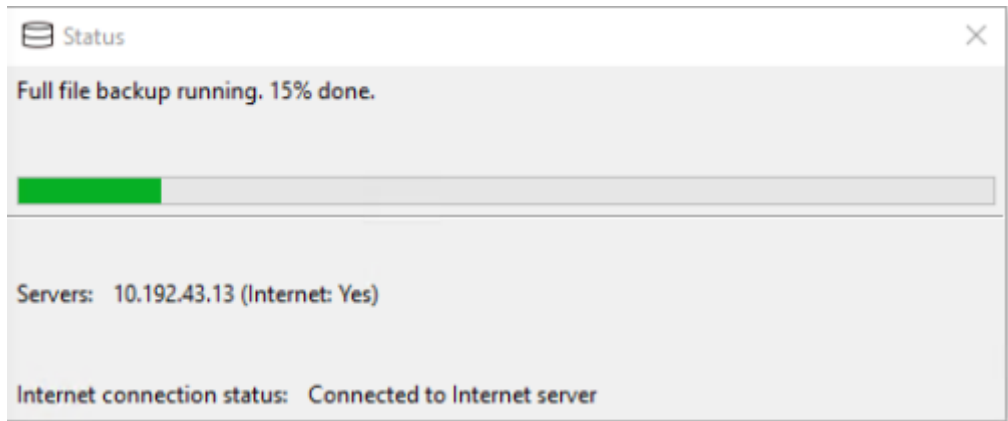 Status
Full file backup running. 15% done.
Servers: 10.192.43.13 (Internet: Yes)
Internet connection status: Connected to Internet server